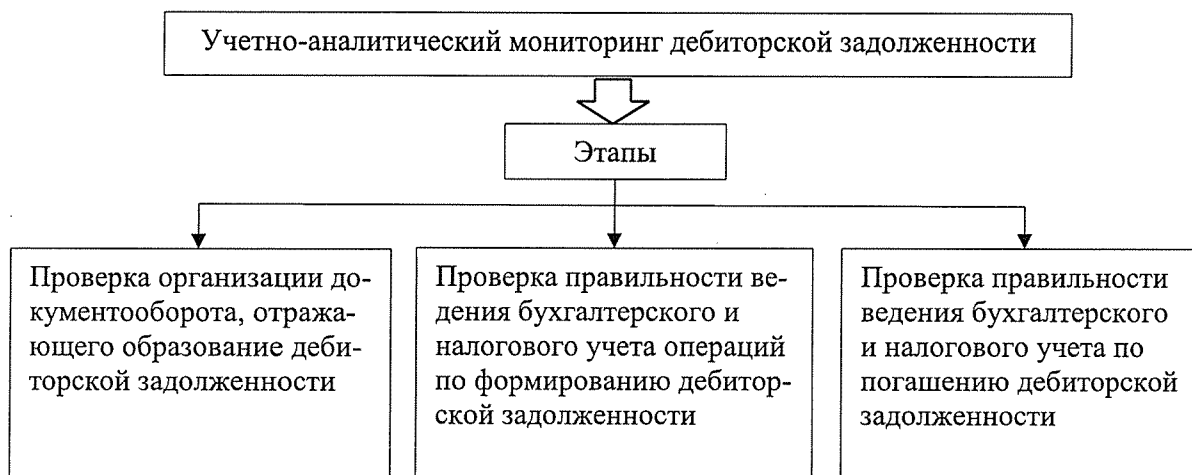 Учетно-аналитический мониторинг дебиторской задолженности
Этапы
Проверка организации до-
кументооборота, отража-
ющего образование деби-
торской задолженности
Проверка правильности ве-
дения бухгалтерского и
налогового учета операций
по формированию дебитор-
ской задолженности
Проверка правильности
ведения бухгалтерского
и налогового учета по
погашению дебиторской
задолженности